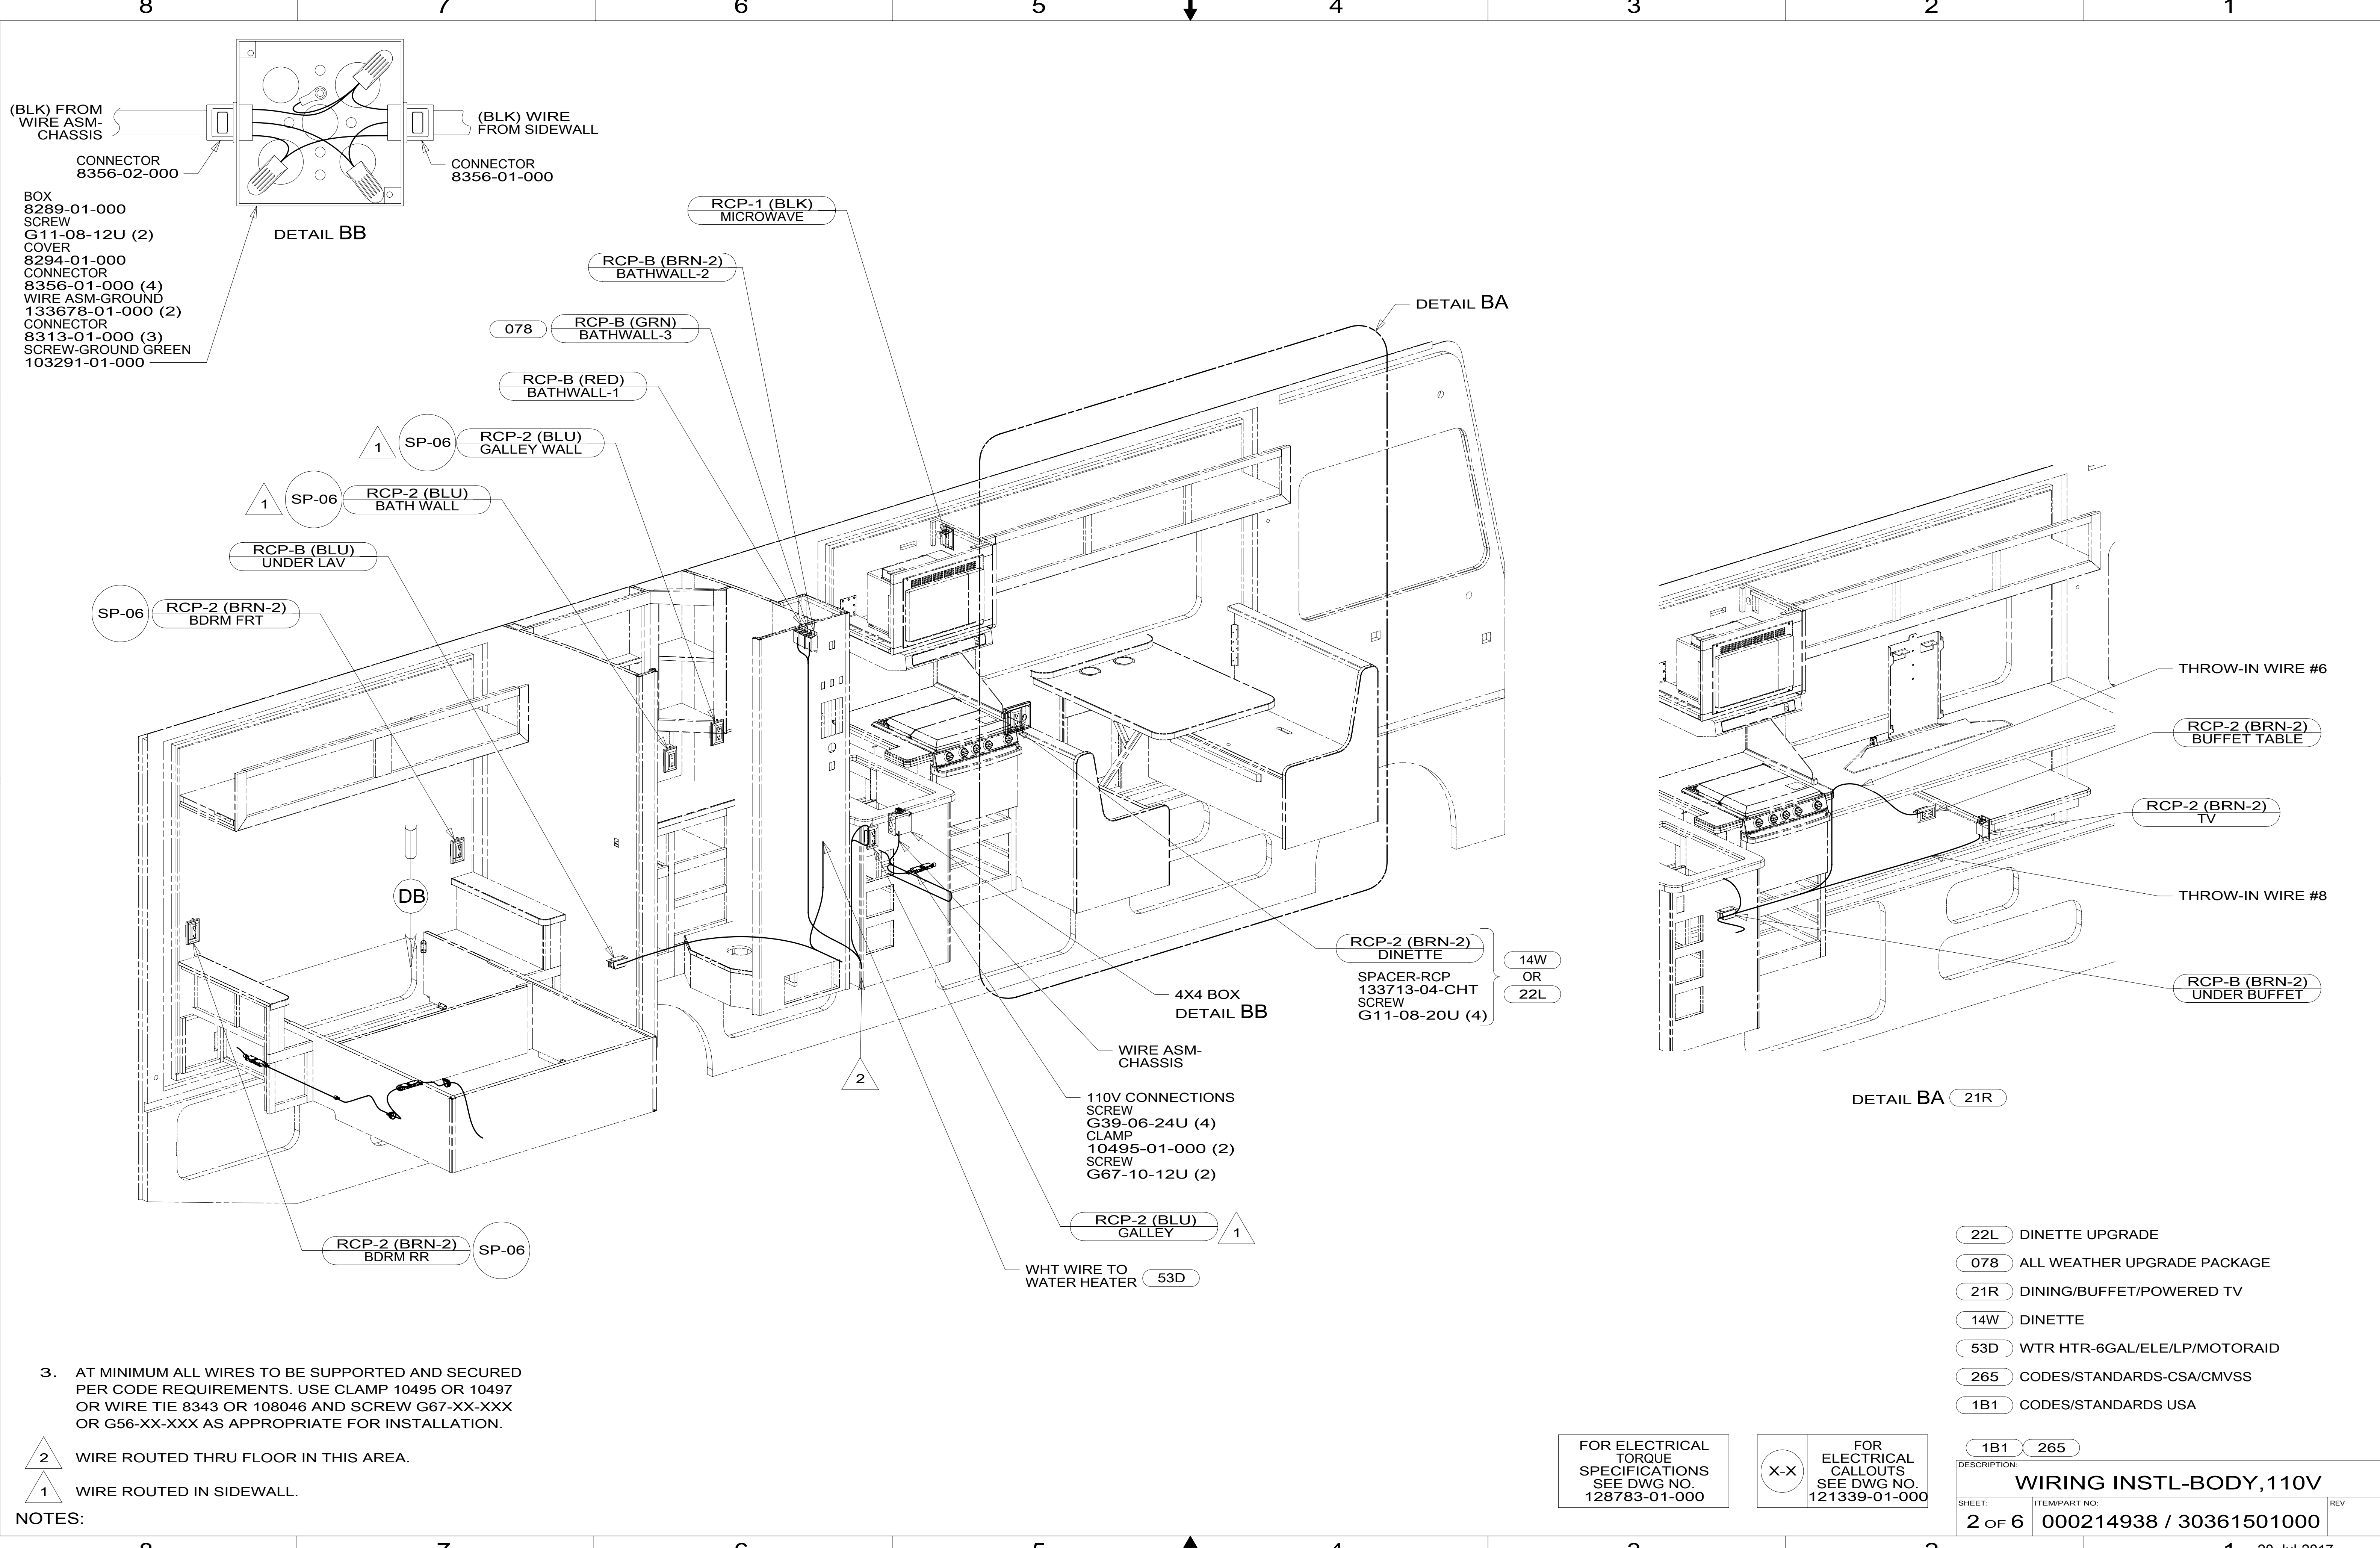 8 7 6 5 4 3 2 1
(BLK) FROM
WIRE ASM-
CHASSIS
(BLK) WIRE
FROM SIDEWALL
CONNECTOR
8356-02-000
CONNECTOR
8356-01-000
BOX
8289-01-000
SCREW
G11-08-12U (2)
COVER
8294-01-000
CONNECTOR
8356-01-000 (4)
WIRE ASM-GROUND
133678-01-000 (2)
CONNECTOR
8313-01-000 (3)
SCREW-GROUND GREEN
103291-01-000
DETAIL BB
RCP-1 (BLK)
MICROWAVE
RCP-B (BRN-2)
BATHWALL-2
078
RCP-B (GRN)
BATHWALL-3
RCP-B (RED)
BATHWALL-1
1
SP-06
RCP-2 (BLU)
GALLEY WALL
1
SP-06
RCP-2 (BLU)
BATH WALL
RCP-B (BLU)
UNDER LAV
SP-06
RCP-2 (BRN-2)
BDRM FRT
DETAIL BA
DB
RCP-2 (BRN-2)
DINETTE
SPACER-RCP
133713-04-CHT
SCREW
G11-08-20U (4)
14W
OR
22L
4X4 BOX
DETAIL BB
WIRE ASM-
CHASSIS
2
110V CONNECTIONS
SCREW
G39-06-24U (4)
CLAMP
10495-01-000 (2)
SCREW
G67-10-12U (2)
RCP-2 (BLU)
GALLEY
1
WHT WIRE TO
WATER HEATER
53D
RCP-2 (BRN-2)
BDRM RR
SP-06
THROW-IN WIRE #6
RCP-2 (BRN-2)
BUFFET TABLE
RCP-2 (BRN-2)
TV
THROW-IN WIRE #8
RCP-B (BRN-2)
UNDER BUFFET
DETAIL BA 21R
22L DINETTE UPGRADE
078 ALL WEATHER UPGRADE PACKAGE
21R DINING/BUFFET/POWERED TV
14W DINETTE
53D WTR HTR-6GAL/ELE/LP/MOTORAID
265 CODES/STANDARDS-CSA/CMVSS
1B1 CODES/STANDARDS USA
1B1 265
3. AT MINIMUM ALL WIRES TO BE SUPPORTED AND SECURED
PER CODE REQUIREMENTS. USE CLAMP 10495 OR 10497
OR WIRE TIE 8343 OR 108046 AND SCREW G67-XX-XXX
OR G56-XX-XXX AS APPROPRIATE FOR INSTALLATION.
2 WIRE ROUTED THRU FLOOR IN THIS AREA.
1 WIRE ROUTED IN SIDEWALL.
NOTES:
FOR ELECTRICAL
TORQUE
SPECIFICATIONS
SEE DWG NO.
128783-01-000
X-X
FOR
ELECTRICAL
CALLOUTS
SEE DWG NO.
121339-01-000
DESCRIPTION:
WIRING INSTL-BODY,110V
SHEET:
2 OF 6
ITEM/PART NO:
000214938 / 30361501000
REV
8 7 6 5 4 3 2 1